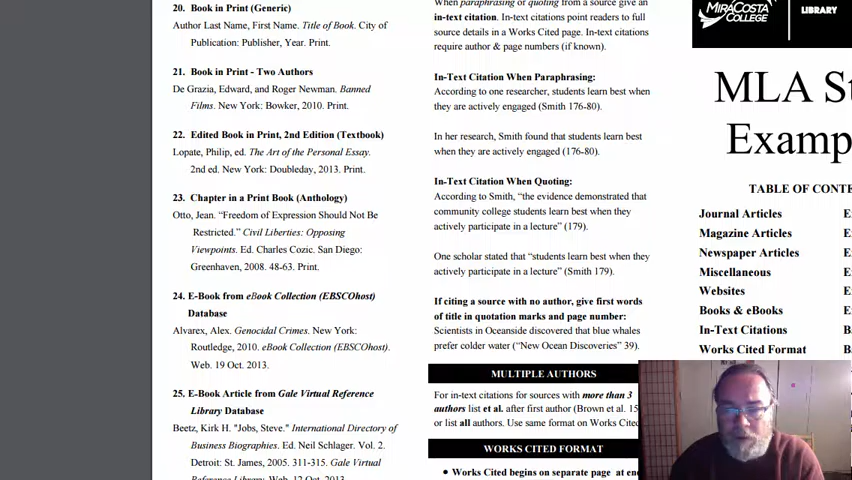 20. Book in Print (Generic)
Author Last Name, First Name. Title of Book. City of
Publication: Publisher, Year. Print.
21. Book in Print - Two Authors
De Grazia, Edward, and Roger Newman. Banned
Films. New York: Bowker, 2010. Print.
22. Edited Book in Print, 2nd Edition (Textbook)
Lopate, Philip, ed. The Art of the Personal Essay.
2nd ed. New York: Doubleday, 2013. Print.
23. Chapter in a Print Book (Anthology)
Otto, Jean. “Freedom of Expression Should Not Be
Restricted.” Civil Liberties: Opposing
Viewpoints. Ed. Charles Cozic. San Diego:
Greenhaven, 2008. 48-63. Print.
24. E-Book from eBook Collection (EBSCOhost)
Database
Alvarex, Alex. Genocidal Crimes. New York:
Routledge, 2010. eBook Collection (EBSCOhost).
Web. 19 Oct. 2013.
25. E-Book Article from Gale Virtual Reference
Library Database
Beetz, Kirk H. "Jobs, Steve." International Directory of
Business Biographies. Ed. Neil Schlager. Vol. 2.
Detroit: St. James, 2005. 311-315. Gale Virtual
Reference Library. Web. 12 Oct. 2013.
When paraphrasing or quoting from a source give an
in-text citation. In-text citations point readers to full
source details in a Works Cited page. In-text citations
require author & page numbers (if known).
In-Text Citation When Paraphrasing:
According to one researcher, students learn best when
they are actively engaged (Smith 176-80).
In her research, Smith found that students learn best
when they are actively engaged (176-80).
In-Text Citation When Quoting:
According to Smith, “the evidence demonstrated that
community college students learn best when they
actively participate in a lecture” (179).
One scholar stated that “students learn best when they
actively participate in a lecture” (Smith 179).
If citing a source with no author, give first words
of title in quotation marks and page number:
Scientists in Oceanside discovered that blue whales
prefer colder water (“New Ocean Discoveries” 39).
MULTIPLE AUTHORS
For in-text citations for sources with more than 3
authors list et al. after first author (Brown et al. 15
or list all authors. Use same format on Works Cited
WORKS CITED FORMAT
• Works Cited begins on separate page at en
MIRACOSTA
COLLEGE
LIBRARY
MLA St
Examp
TABLE OF CONTE
Journal Articles E
Magazine Articles E
Newspaper Articles E
Miscellaneous E
Websites E
Books & eBooks E
In-Text Citations B
Works Cited Format B